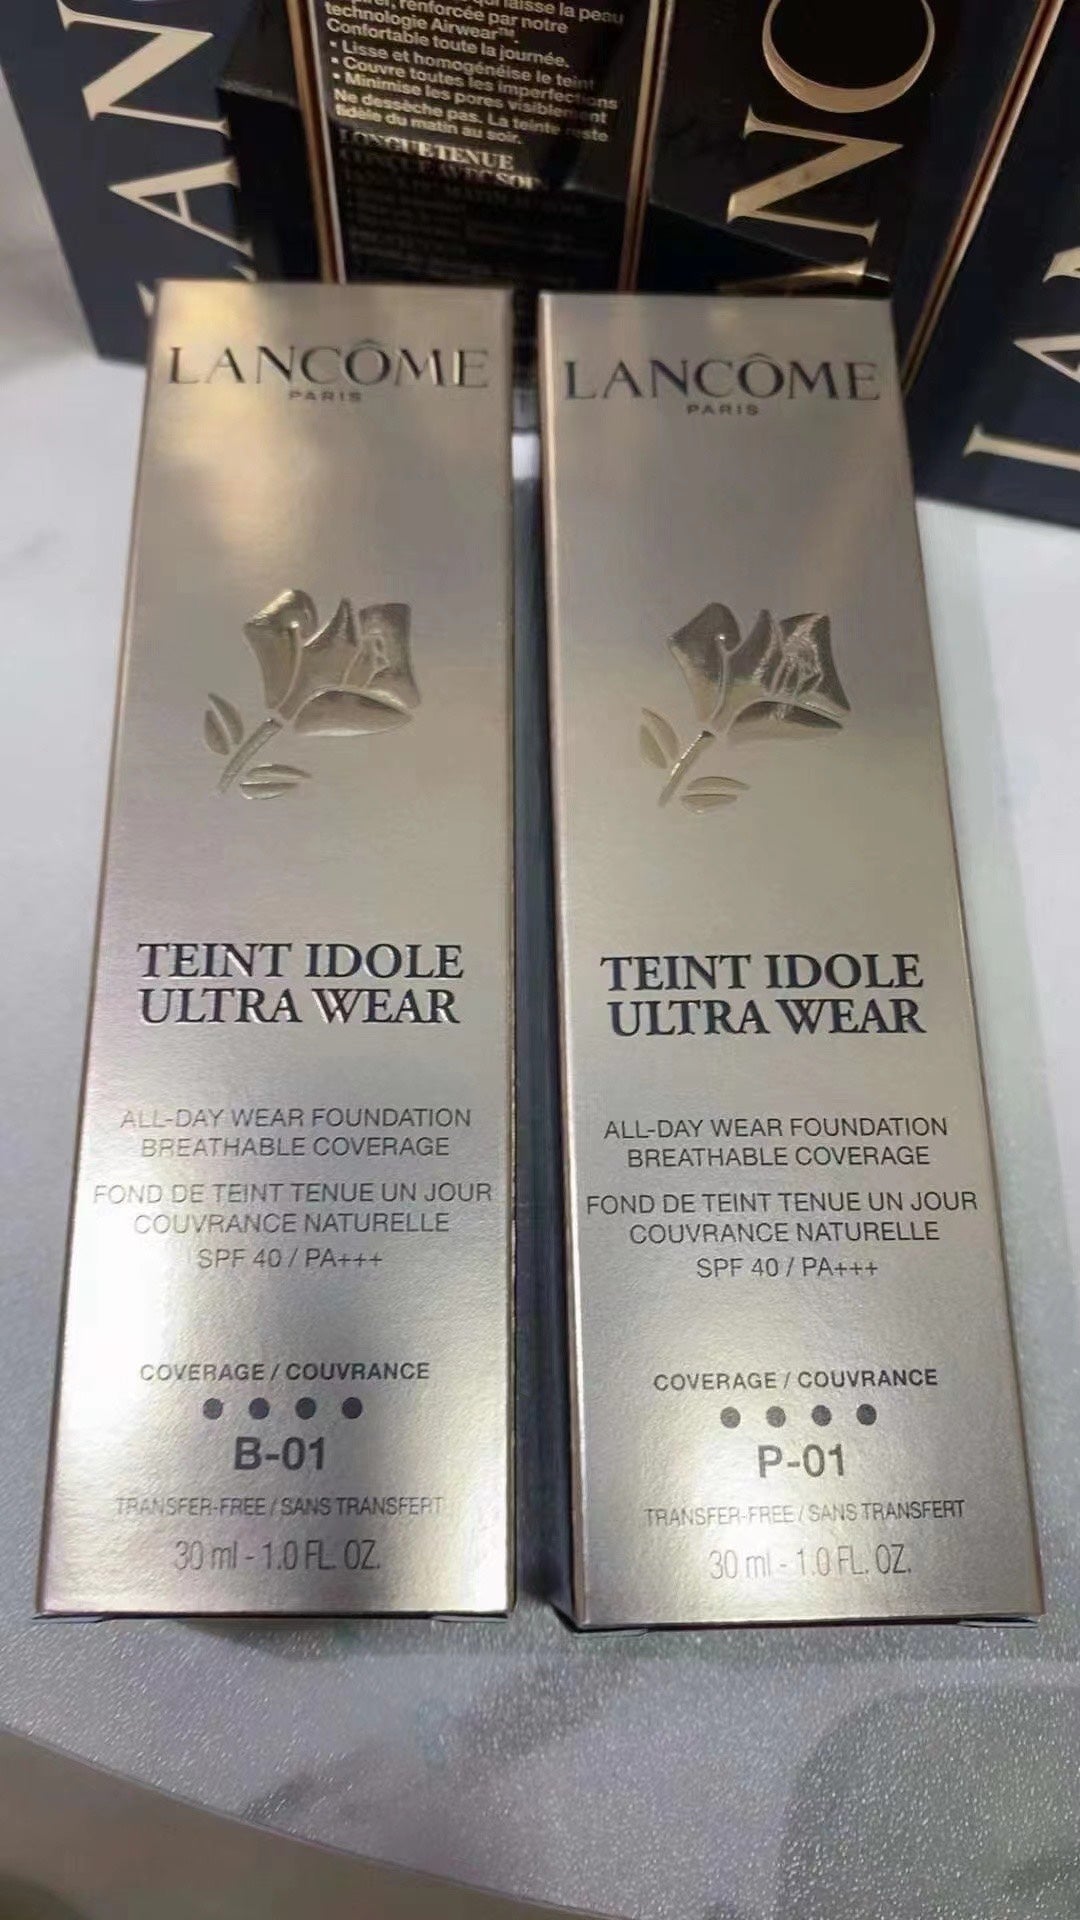 qui laisse la peau
renforcée par notre
technologie Airwear™.
Confortable toute la journée.
• Lisse et homogénéise le teint
• Couvre toutes les imperfections
• Minimise les pores visiblement
Ne dessèche pas. La teinte reste
fidèle du matin au soir.
LONGUE TENUE
LANCÔME
PARIS
TEINT IDOLE
ULTRA WEAR
ALL-DAY WEAR FOUNDATION
BREATHABLE COVERAGE
FOND DE TEINT TENUE UN JOUR
COUVRANCE NATURELLE
SPF 40 / PA+++
COVERAGE / COUVRANCE
B-01
TRANSFER-FREE / SANS TRANSFERT
30 ml - 1.0 FL. OZ.
LANCÔME
PARIS
TEINT IDOLE
ULTRA WEAR
ALL-DAY WEAR FOUNDATION
BREATHABLE COVERAGE
FOND DE TEINT TENUE UN JOUR
COUVRANCE NATURELLE
SPF 40 / PA+++
COVERAGE / COUVRANCE
P-01
TRANSFER-FREE / SANS TRANSFERT
30 ml - 1.0 FL. OZ.